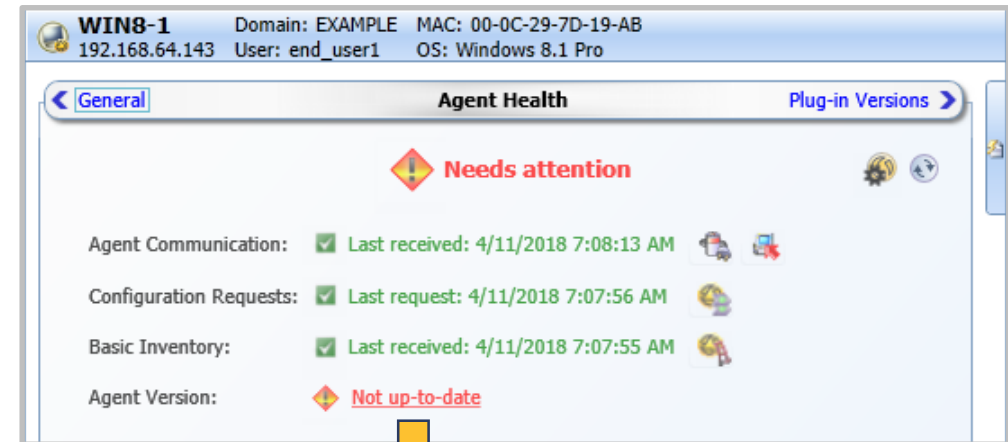 WIN8-1 Domain: EXAMPLE MAC: 00-0C-29-7D-19-AB
192.168.64.143 User: end_user1 OS: Windows 8.1 Pro
General Agent Health Plug-in Versions
Needs attention
Agent Communication: Last received: 4/11/2018 7:08:13 AM
Configuration Requests: Last request: 4/11/2018 7:07:56 AM
Basic Inventory: Last received: 4/11/2018 7:07:55 AM
Agent Version: Not up-to-date